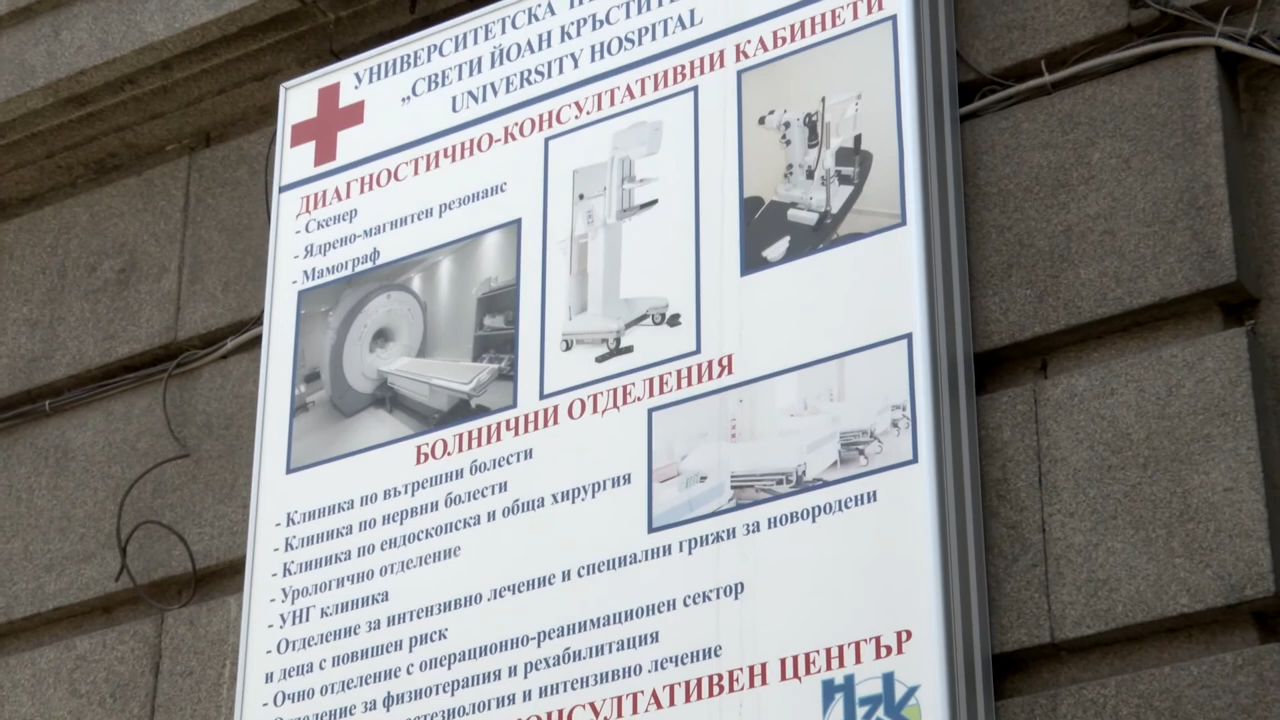 УНИВЕРСИТЕТСКА
„СВЕТИ ЙОАН КРЪСТИТЕ
UNIVERSITY HOSPITAL
ДИАГНОСТИЧНО-КОНСУЛТАТИВНИ КАБИНЕТИ
- Скенер
- Ядрено-магнитен резонанс
- Мамограф
БОЛНИЧНИ ОТДЕЛЕНИЯ
- Клиника по вътрешни болести
- Клиника по нервни болести
- Клиника по ендоскопска и обща хирургия
- Урологично отделение
- УНГ клиника
- Отделение за интензивно лечение и специални грижи за новородени
и деца с повишен риск
- Очно отделение с операционно-реанимационен сектор
Отделение за физиотерапия и рехабилитация
естезиология и интензивно лечение
КОНСУЛТАТИВЕН ЦЕНТЪР